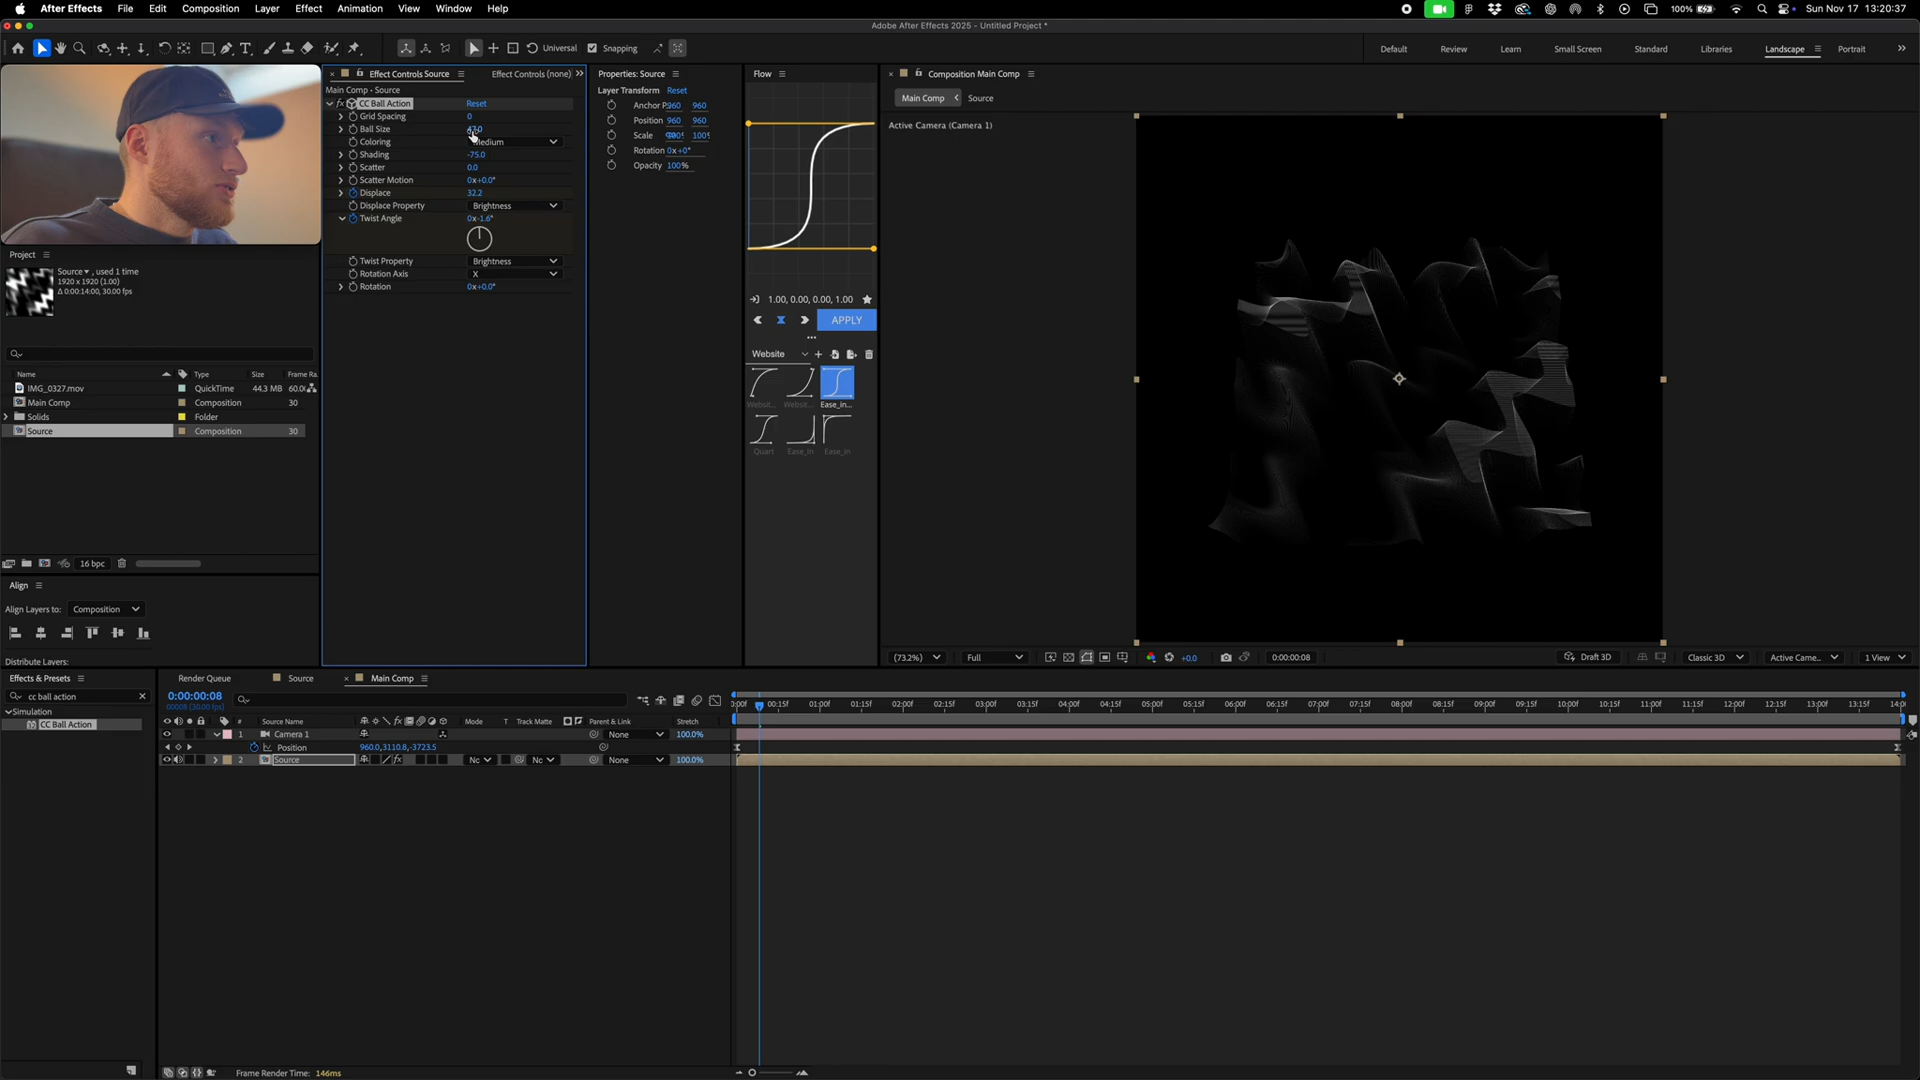 After Effects File Edit Composition Layer Effect Animation View Window Help 100% Sun Nov 17 13:20:37
Adobe After Effects 2025 - Untitled Project *
Universal Snapping Default Review Learn Small Screen Standard Libraries Landscape Portrait
Effect Controls Source Effect Controls (none)
Main Comp • Source
fx CC Ball Action Reset
Grid Spacing 0
Ball Size
Coloring Medium
Shading -75.0
Scatter 0.0
Scatter Motion 0x+0.0°
Displace 32.2
Displace Property Brightness
Twist Angle 0x-1.6°
Twist Property Brightness
Rotation Axis X
Rotation 0x+0.0°
Properties: Source
Layer Transform Reset
Anchor P 960 960
Position 960 960
Scale 100%
Rotation 0x+0°
Opacity 100%
Flow
1.00, 0.00, 0.00, 1.00
APPLY
Website
Websit... Websit... Ease_in...
Quart Ease_In Ease_in
Composition Main Comp
Main Comp Source
Active Camera (Camera 1)
(73.2%) Full +0.0 0:00:00:08 Draft 3D Classic 3D Active Came... 1 View
Project
Source , used 1 time
1920 x 1920 (1.00)
Δ 0:00:14:00, 30.00 fps
Name Type Size Frame Ra.
IMG_0327.mov QuickTime 44.3 MB 60.0
Main Comp Composition 30
Solids Folder
Source Composition 30
16 bpc
Align
Align Layers to: Composition
Distribute Layers:
Effects & Presets
cc ball action
Simulation
CC Ball Action
Render Queue Source Main Comp
0:00:00:08
00008 (30.00 fps)
# Source Name fx Mode T Track Matte Parent & Link Stretch
1 Camera 1 None 100.0%
Position 960.0,3110.8,-3723.5
2 Source fx Nc Nc None 100.0%
0:00f 00:15f 01:00f 01:15f 02:00f 02:15f 03:00f 03:15f 04:00f 04:15f 05:00f 05:15f 06:00f 06:15f 07:00f 07:15f 08:00f 08:15f 09:00f 09:15f 10:00f 10:15f 11:00f 11:15f 12:00f 12:15f 13:00f 13:15f 14:0
Frame Render Time: 146ms